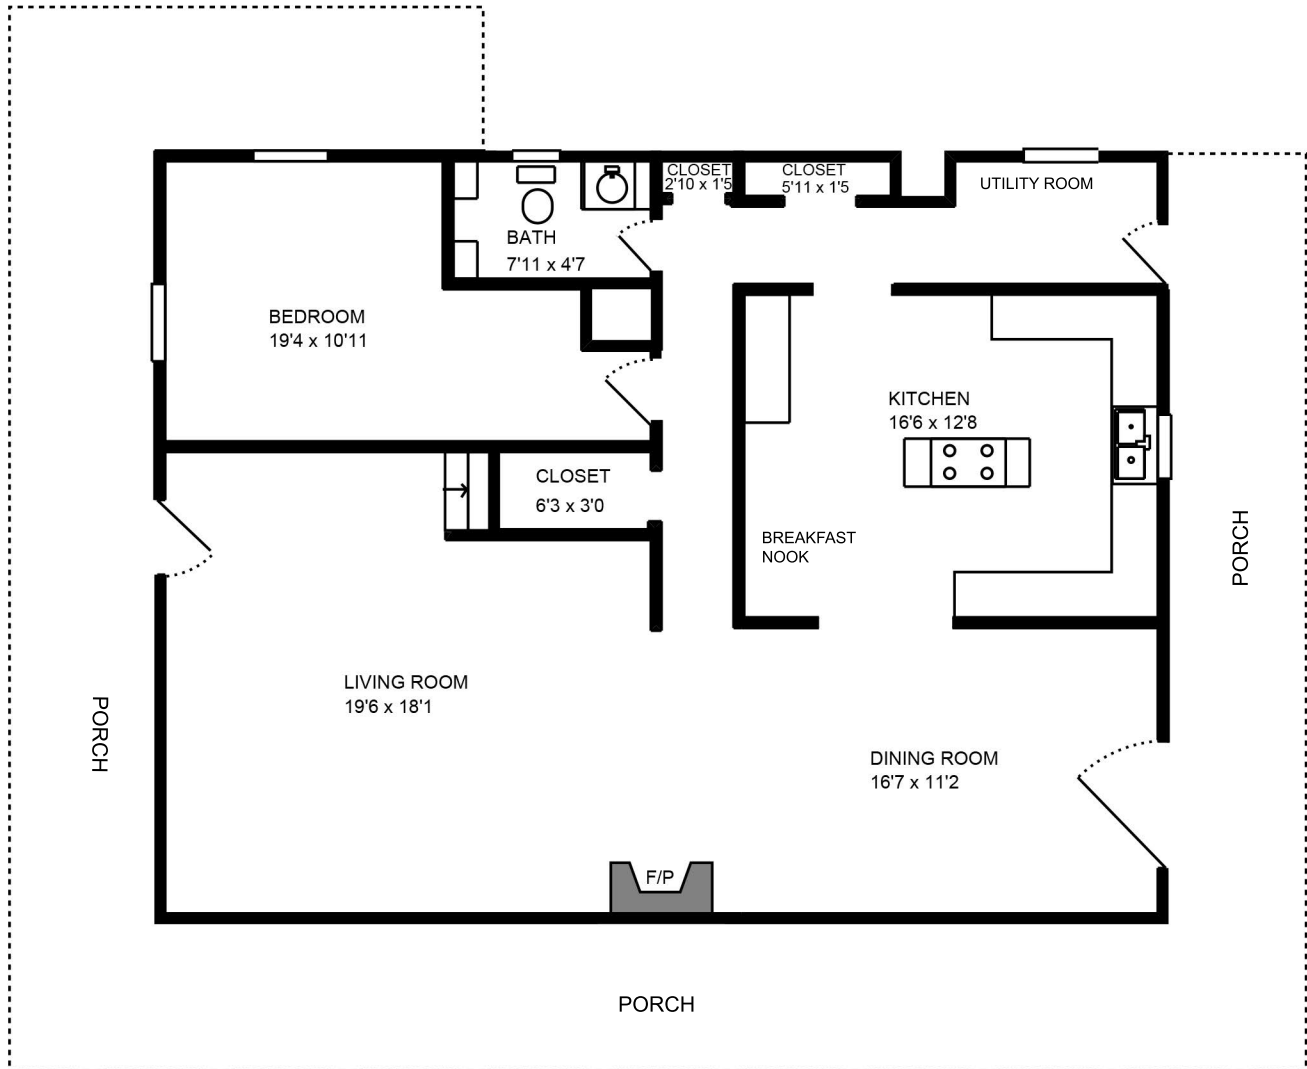 CLOSET
2'10 x 1'5
CLOSET
5'11 x 1'5
UTILITY ROOM
BATH
7'11 x 4'7
BEDROOM
19'4 x 10'11
KITCHEN
16'6 x 12'8
CLOSET
6'3 x 3'0
BREAKFAST
NOOK
PORCH
LIVING ROOM
19'6 x 18'1
PORCH
DINING ROOM
16'7 x 11'2
F/P
PORCH